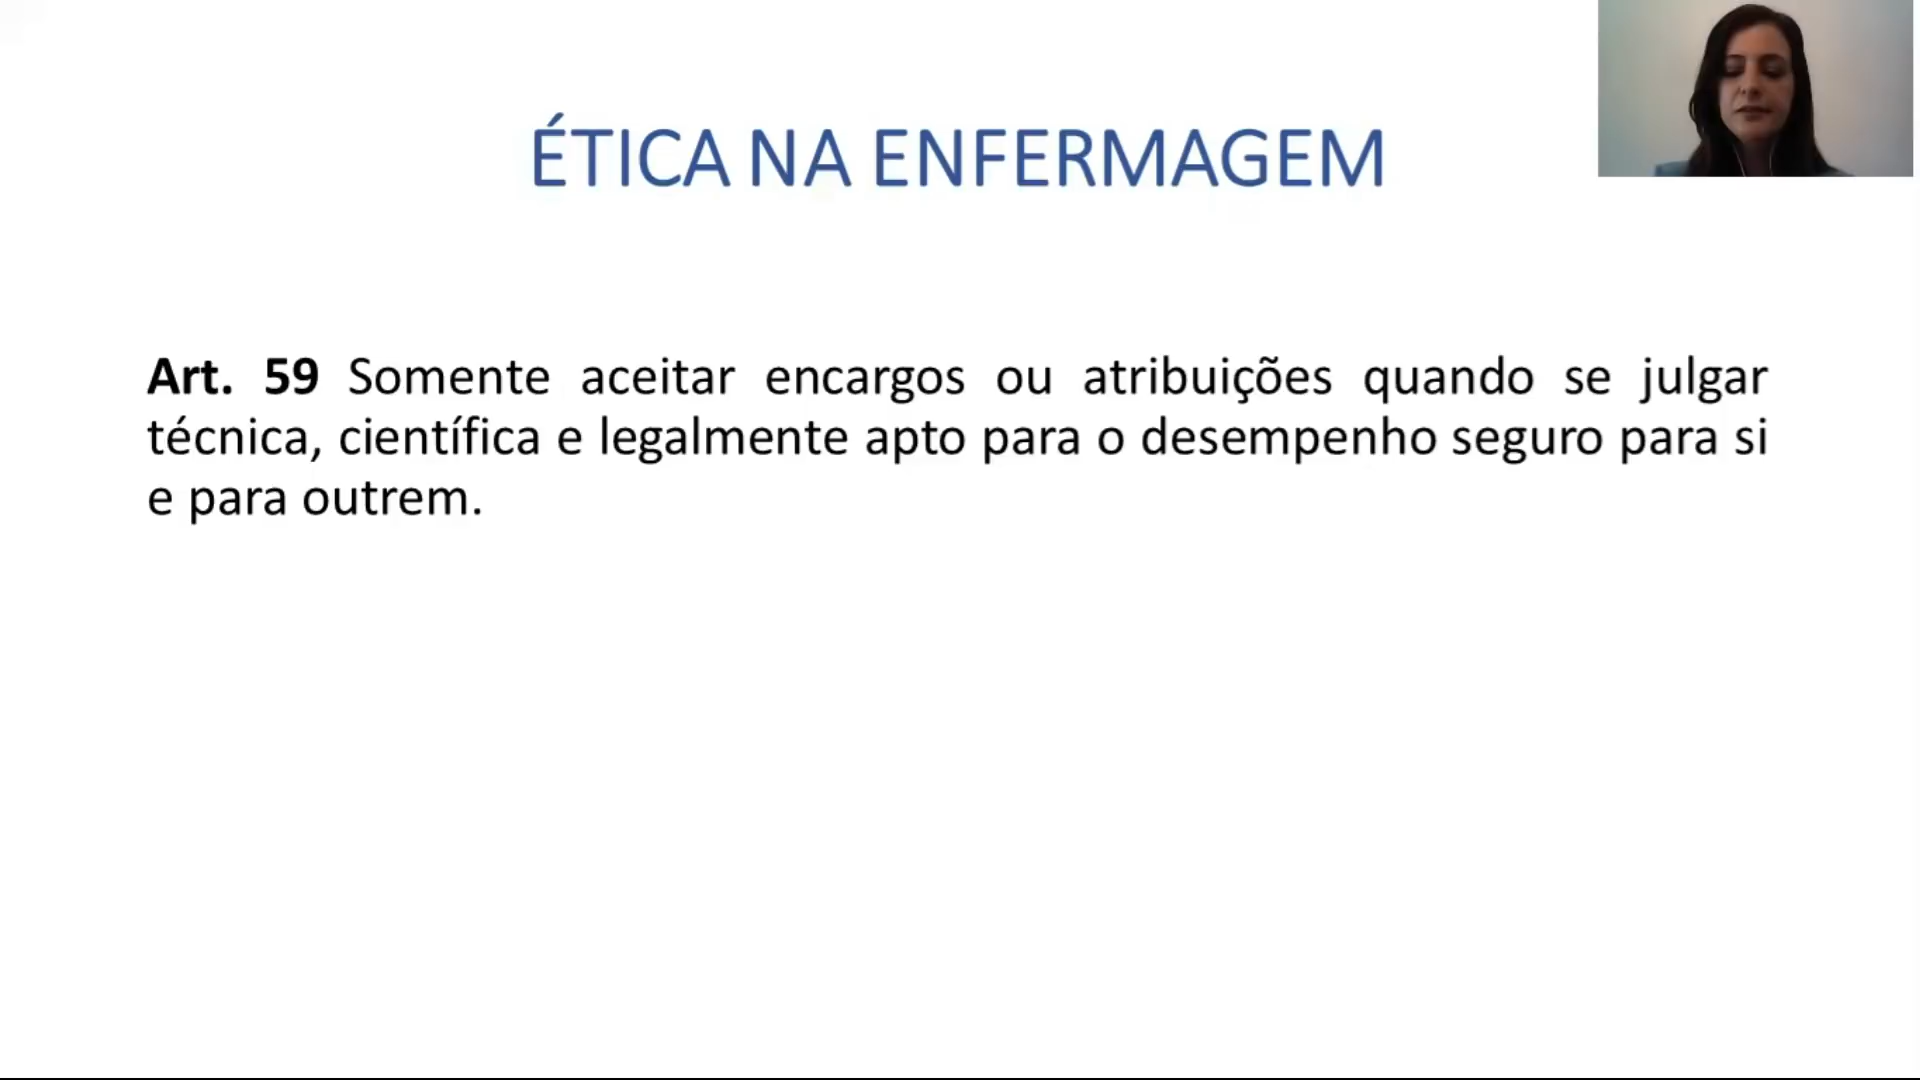 ÉTICA NA ENFERMAGEM
Art. 59 Somente aceitar encargos ou atribuições quando se julgar
técnica, científica e legalmente apto para o desempenho seguro para si
e para outrem.